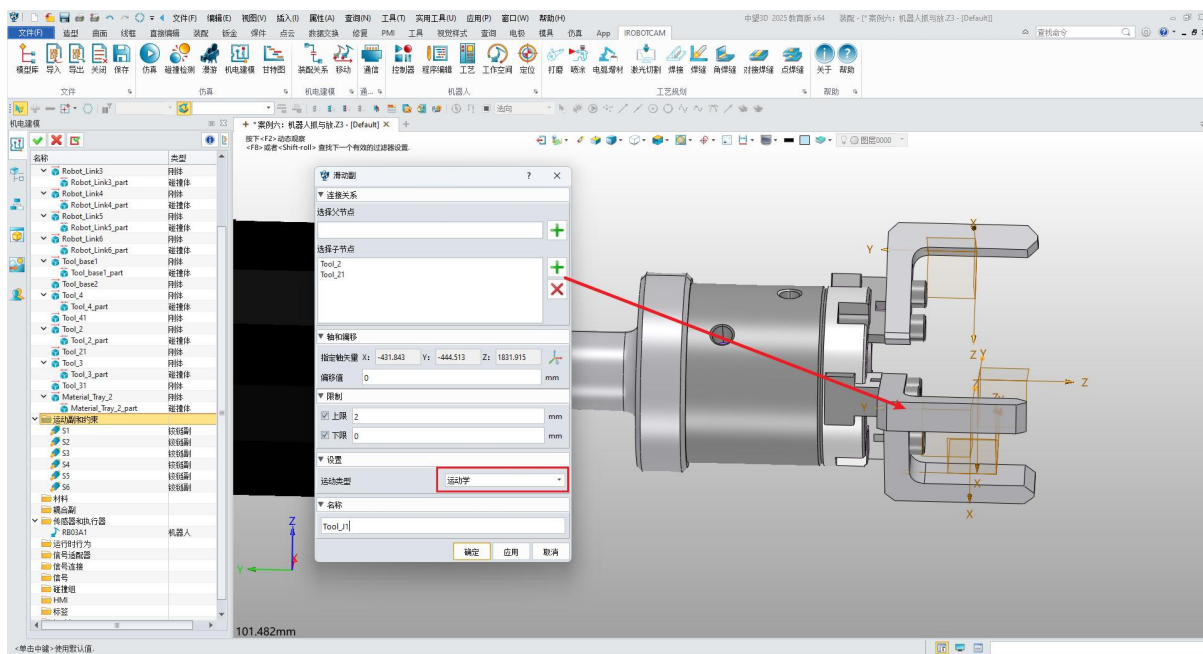 文件(F) 编辑(E) 视图(V) 插入(I) 属性(A) 查询(N) 工具(T) 实用工具(U) 应用(P) 窗口(W) 帮助(H)
中望3D 2025 教育版 x64 装配 - [* 案例六：机器人抓与放.Z3 - [Default]]
文件(F) 造型 曲面 线框 直接编辑 装配 钣金 焊件 点云 数据交换 修复 PMI 工具 视觉样式 查询 电极 模具 仿真 App IROBOTCAM
查找命令
模型库 导入 导出 关闭 保存 仿真 碰撞检测 漫游 机电建模 甘特图 装配关系 移动 通信 控制器 程序编辑 工艺 工作空间 定位 打磨 喷涂 电弧增材 激光切割 焊接 焊缝 角焊缝 对接焊缝 点焊缝 关于 帮助
文件 仿真 机电建模 通... 机器人 工艺规划 帮助
法向
机电建模
+ *案例六：机器人抓与放.Z3 - [Default] × +
按下<F2>动态观察
<F8>或者<Shift-roll> 查找下一个有效的过滤器设置.
图层0000
名称 类型
Robot_Link3 刚体
Robot_Link3_part 碰撞体
Robot_Link4 刚体
Robot_Link4_part 碰撞体
Robot_Link5 刚体
Robot_Link5_part 碰撞体
Robot_Link6 刚体
Robot_Link6_part 碰撞体
Tool_base1 刚体
Tool_base1_part 碰撞体
Tool_base2 刚体
Tool_4 刚体
Tool_4_part 碰撞体
Tool_41 刚体
Tool_2 刚体
Tool_2_part 碰撞体
Tool_21 刚体
Tool_3 刚体
Tool_3_part 碰撞体
Tool_31 刚体
Material_Tray_2 刚体
Material_Tray_2_part 碰撞体
运动副和约束
S1 铰链副
S2 铰链副
S3 铰链副
S4 铰链副
S5 铰链副
S6 铰链副
材料
耦合副
传感器和执行器
RB03A1 机器人
运行时行为
信号适配器
信号连接
信号
碰撞组
HMI
标签
滑动副 ? ×
连接关系
选择父节点
选择子节点
Tool_2
Tool_21
轴和偏移
指定轴矢量 X: -431.843 Y: -444.513 Z: 1831.915
偏移值 0 mm
限制
上限 2 mm
下限 0 mm
设置
运动类型 运动学
名称
Tool_J1
确定 应用 取消
X
Y
Z
Z Y
Z
Y
X
X
Z
Y
X
101.482mm
<单击中键>使用默认值.